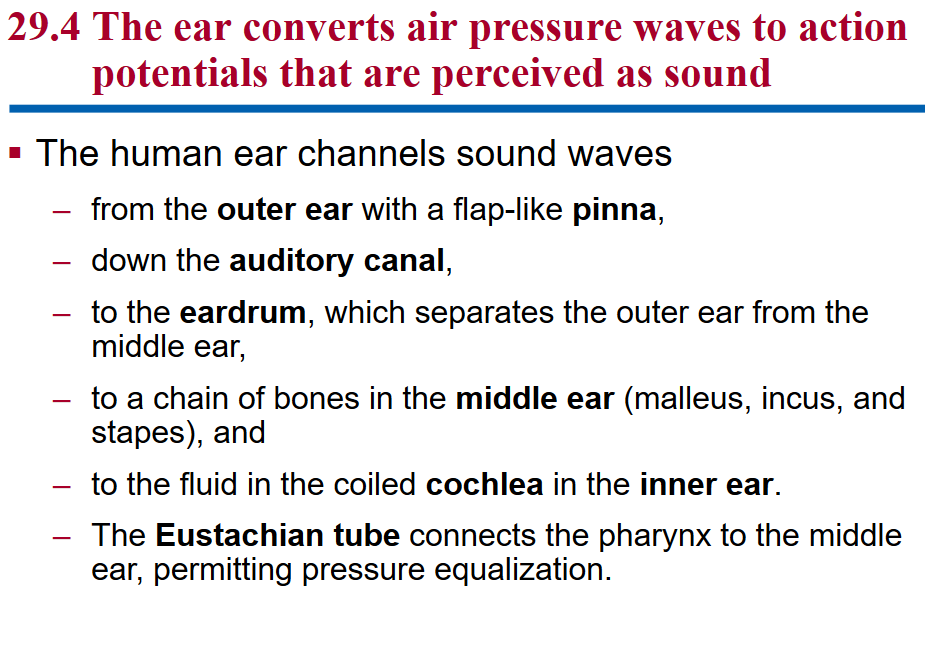 29.4 The ear converts air pressure waves to action
potentials that are perceived as sound
▪ The human ear channels sound waves
– from the outer ear with a flap-like pinna,
– down the auditory canal,
– to the eardrum, which separates the outer ear from the
middle ear,
– to a chain of bones in the middle ear (malleus, incus, and
stapes), and
– to the fluid in the coiled cochlea in the inner ear.
– The Eustachian tube connects the pharynx to the middle
ear, permitting pressure equalization.